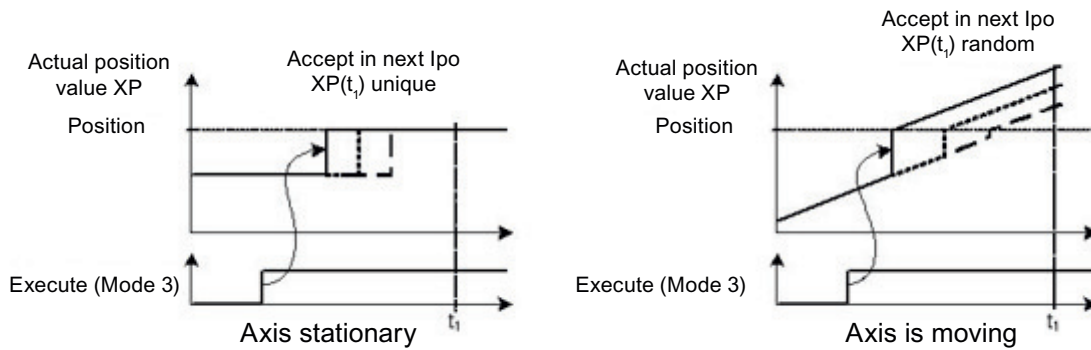 Actual position
value XP
Accept in next Ipo
XP(t₁) unique
Position
Execute (Mode 3)
t₁
Axis stationary
Accept in next Ipo
XP(t₁) random
Actual position
value XP
Position
Execute (Mode 3)
t₁
Axis is moving